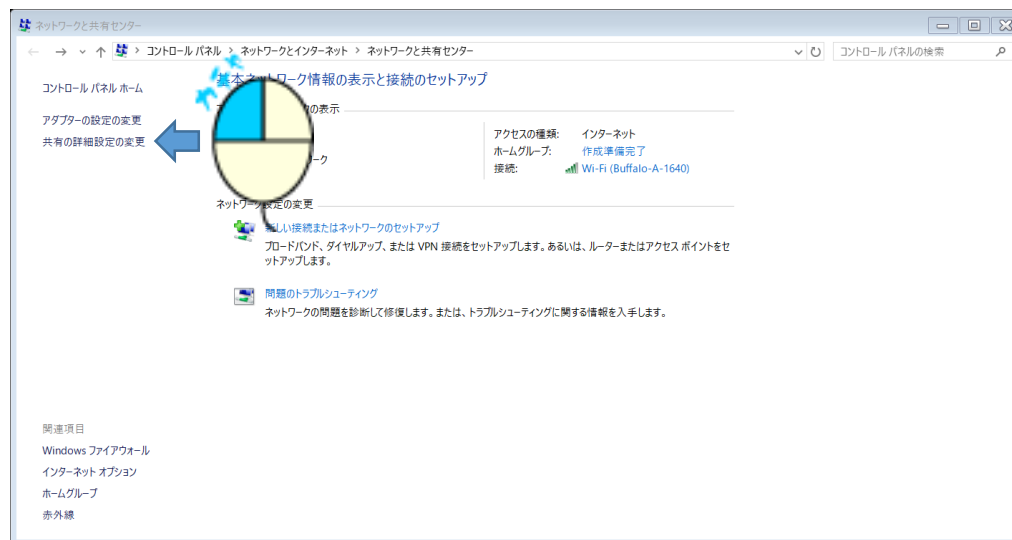 ネットワークと共有センター
コントロール パネル > ネットワークとインターネット > ネットワークと共有センター
コントロール パネルの検索
コントロール パネル ホーム
アダプターの設定の変更
共有の詳細設定の変更
基本ネットワーク情報の表示と接続のセットアップ
の表示
ーク
アクセスの種類: インターネット
ホームグループ: 作成準備完了
接続: Wi-Fi (Buffalo-A-1640)
ネットワーク設定の変更
新しい接続またはネットワークのセットアップ
ブロードバンド、ダイヤルアップ、または VPN 接続をセットアップします。あるいは、ルーターまたはアクセス ポイントをセ
ットアップします。
問題のトラブルシューティング
ネットワークの問題を診断して修復します。または、トラブルシューティングに関する情報を入手します。
関連項目
Windows ファイアウォール
インターネット オプション
ホームグループ
赤外線